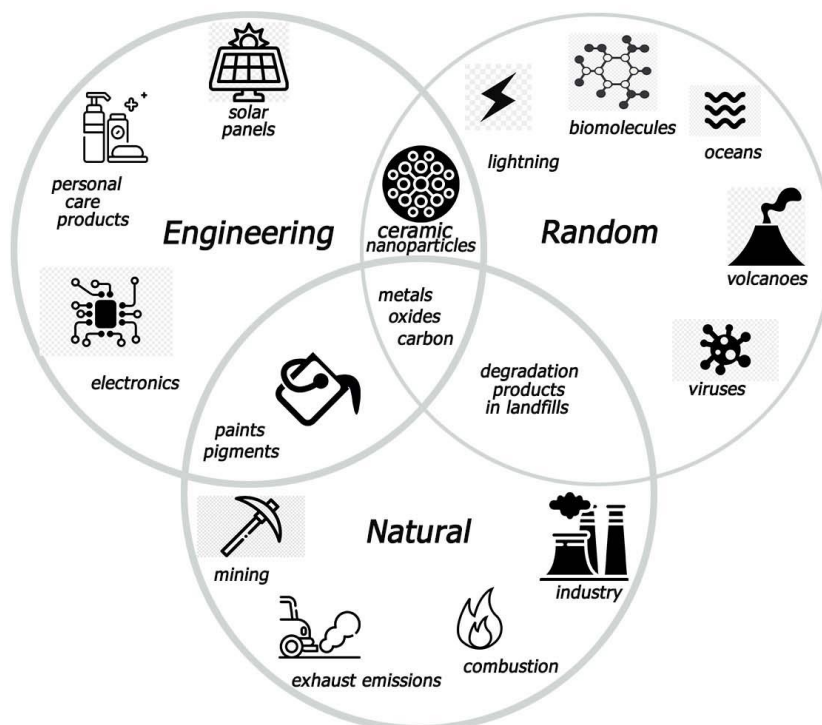 solar
panels
personal
care
products
Engineering
electronics
ceramic
nanoparticles
lightning
biomolecules
oceans
Random
volcanoes
viruses
metals
oxides
carbon
degradation
products
in landfills
paints
pigments
Natural
mining
industry
exhaust emissions
combustion